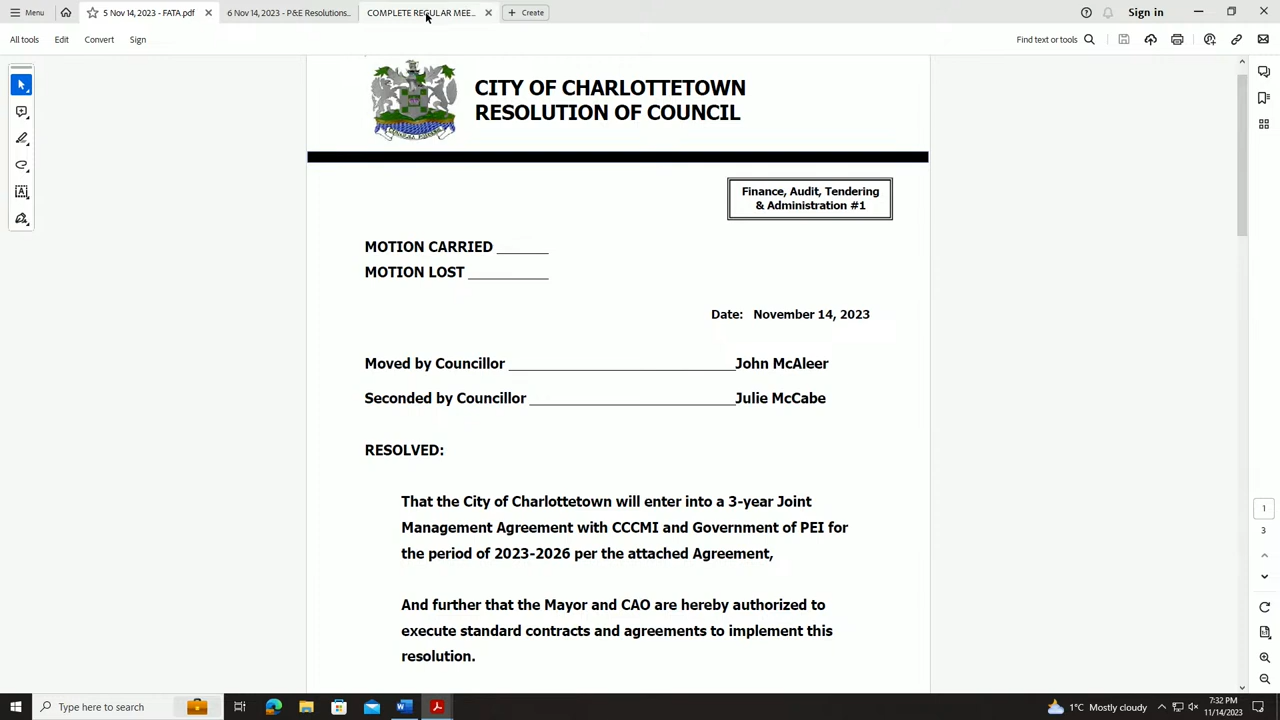 Menu
5 Nov 14, 2023 - FATA.pdf
6 Nov 14, 2023 - P&E Resolutions...
COMPLETE REGULAR MEE...
Create
Sign in
All tools
Edit
Convert
Sign
Find text or tools
CITY OF CHARLOTTETOWN
RESOLUTION OF COUNCIL
Finance, Audit, Tendering
& Administration #1
MOTION CARRIED ______
MOTION LOST _________
Date: November 14, 2023
Moved by Councillor ____________________________John McAleer
Seconded by Councillor _________________________Julie McCabe
RESOLVED:
That the City of Charlottetown will enter into a 3-year Joint
Management Agreement with CCCMI and Government of PEI for
the period of 2023-2026 per the attached Agreement,
And further that the Mayor and CAO are hereby authorized to
execute standard contracts and agreements to implement this
resolution.
1
3
Type here to search
1°C Mostly cloudy
7:32 PM
11/14/2023